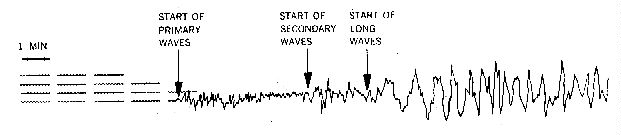 START OF
PRIMARY
WAVES
START OF
SECONDARY
WAVES
START OF
LONG
WAVES
1 MIN